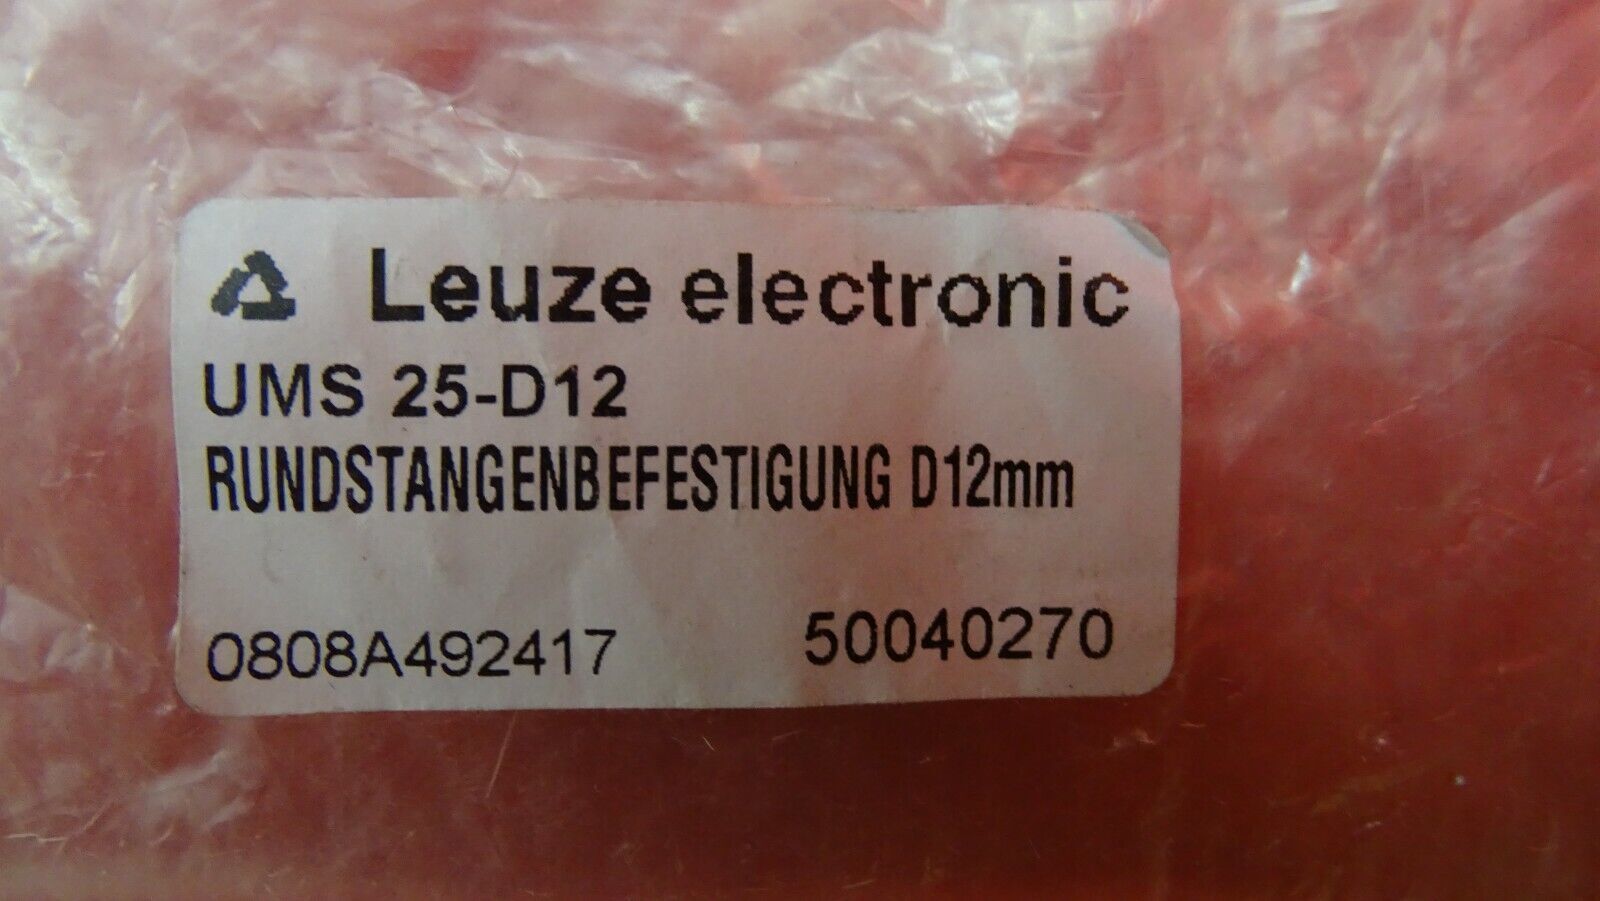 Leuze electronic
UMS 25-D12
RUNDSTANGENBEFESTIGUNG D12mm
0808A492417 50040270